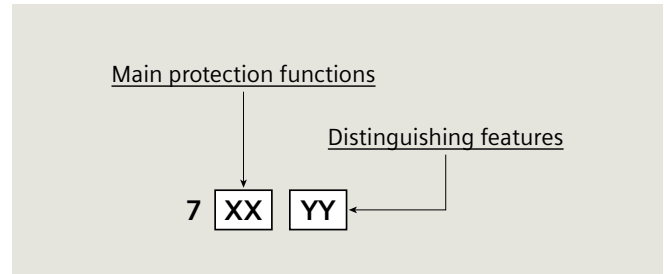 Main protection functions
Distinguishing features
7 XX YY